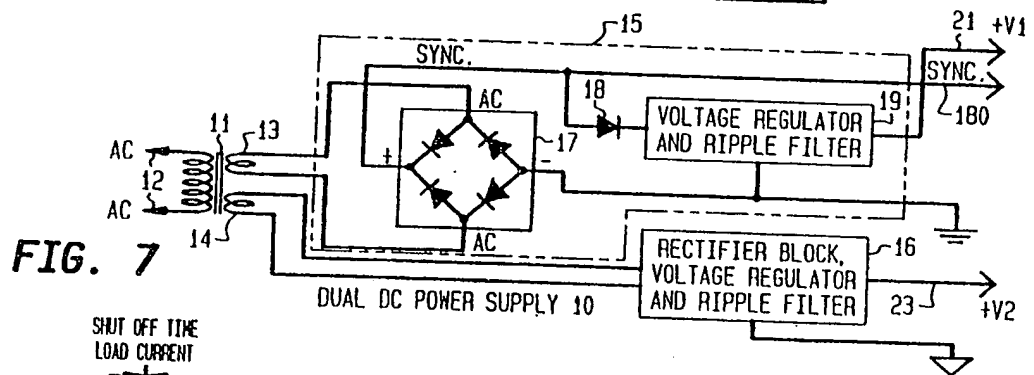 15
21
+V1
SYNC.
SYNC.
AC
18
19
180
VOLTAGE REGULATOR
AND RIPPLE FILTER
11
13
17
AC
12
+
-
AC
14
AC
16
FIG. 7
RECTIFIER BLOCK,
VOLTAGE REGULATOR
AND RIPPLE FILTER
DUAL DC POWER SUPPLY 10
23
+V2
SHUT OFF TIME
LOAD CURRENT